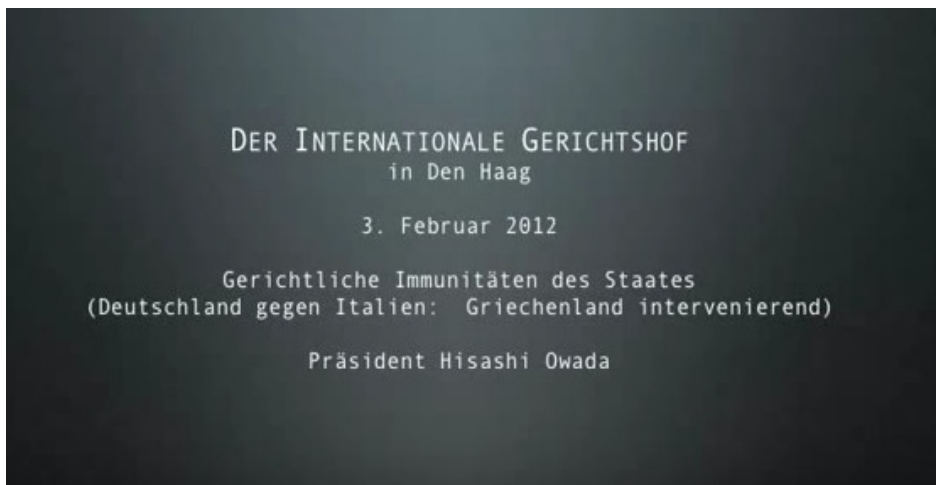 DER INTERNATIONALE GERICHTSHOF
in Den Haag
3. Februar 2012
Gerichtliche Immunitäten des Staates
(Deutschland gegen Italien: Griechenland intervenierend)
Präsident Hisashi Owada